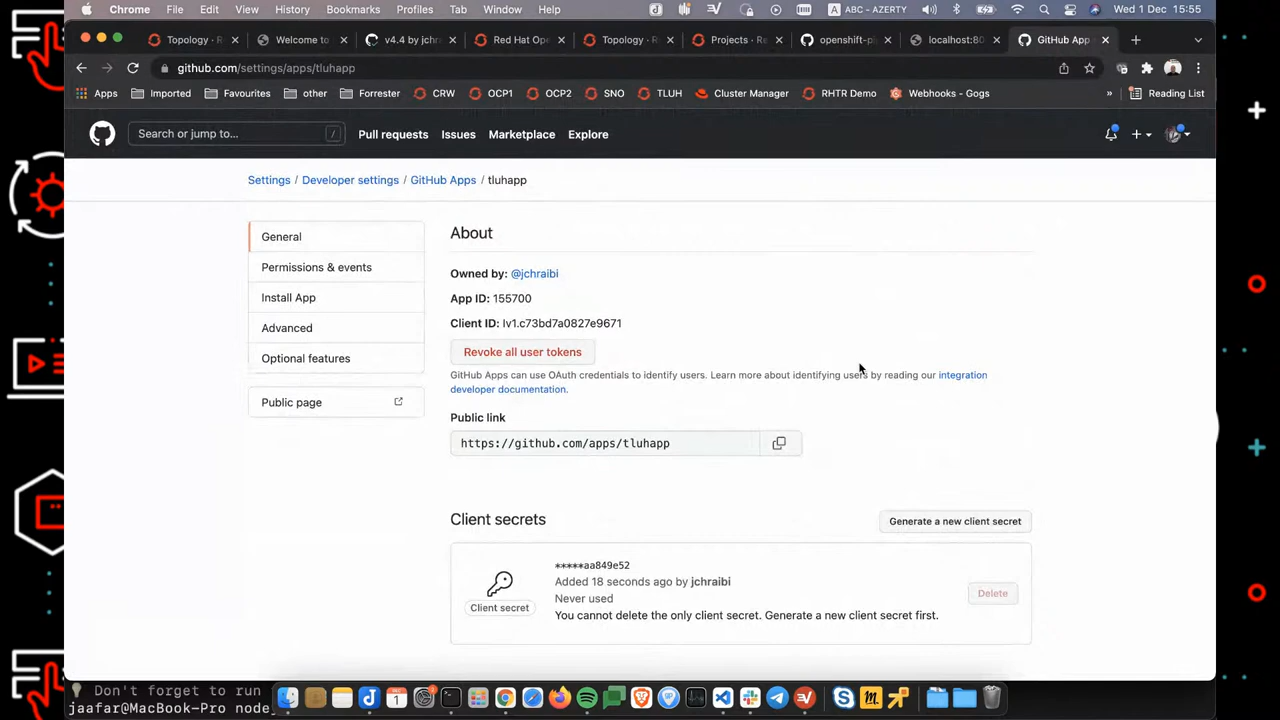 Chrome File Edit View History Bookmarks Profiles Tab Window Help
A ABC - AZERTY Wed 1 Dec 15:55
Topology · R
Welcome to
v4.4 by jchr
Red Hat Ope
Topology · R
Projects · Re
openshift-pi
localhost:80
GitHub App
github.com/settings/apps/tluhapp
Apps Imported Favourites other Forrester CRW OCP1 OCP2 SNO TLUH Cluster Manager RHTR Demo Webhooks - Gogs » Reading List
Search or jump to... /
Pull requests Issues Marketplace Explore
Settings / Developer settings / GitHub Apps / tluhapp
General
Permissions & events
Install App
Advanced
Optional features
Public page
About
Owned by: @jchraibi
App ID: 155700
Client ID: Iv1.c73bd7a0827e9671
Revoke all user tokens
GitHub Apps can use OAuth credentials to identify users. Learn more about identifying users by reading our integration
developer documentation.
Public link
https://github.com/apps/tluhapp
Client secrets
Generate a new client secret
Client secret
*****aa849e52
Added 18 seconds ago by jchraibi
Never used
You cannot delete the only client secret. Generate a new client secret first.
Delete
Don't forget to run
jaafar@MacBook-Pro node